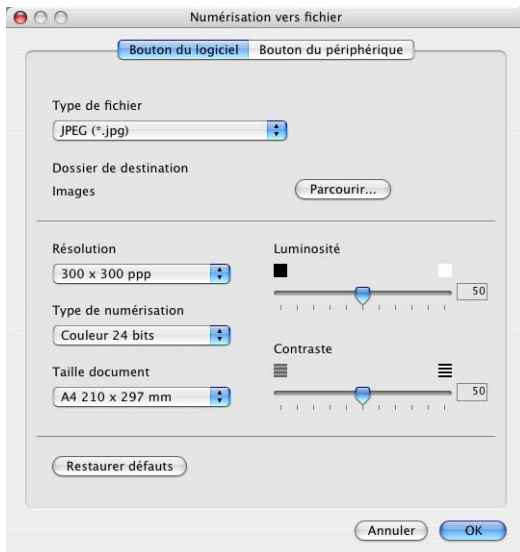 Numérisation vers fichier
Bouton du logiciel Bouton du périphérique
Type de fichier
JPEG (*.jpg)
Dossier de destination
Images Parcourir...
Résolution
300 x 300 ppp
Type de numérisation
Couleur 24 bits
Taille document
A4 210 x 297 mm
Luminosité
50
Contraste
50
Restaurer défauts
Annuler OK